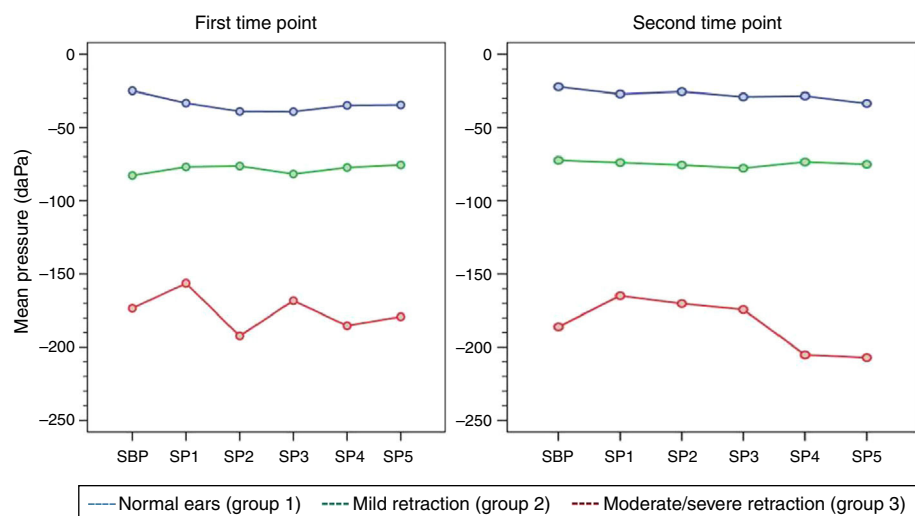 First time point
Second time point
Mean pressure (daPa)
0
–50
–100
–150
–200
–250
SBP SP1 SP2 SP3 SP4 SP5
0
–50
–100
–150
–200
–250
SBP SP1 SP2 SP3 SP4 SP5
Normal ears (group 1) Mild retraction (group 2) Moderate/severe retraction (group 3)